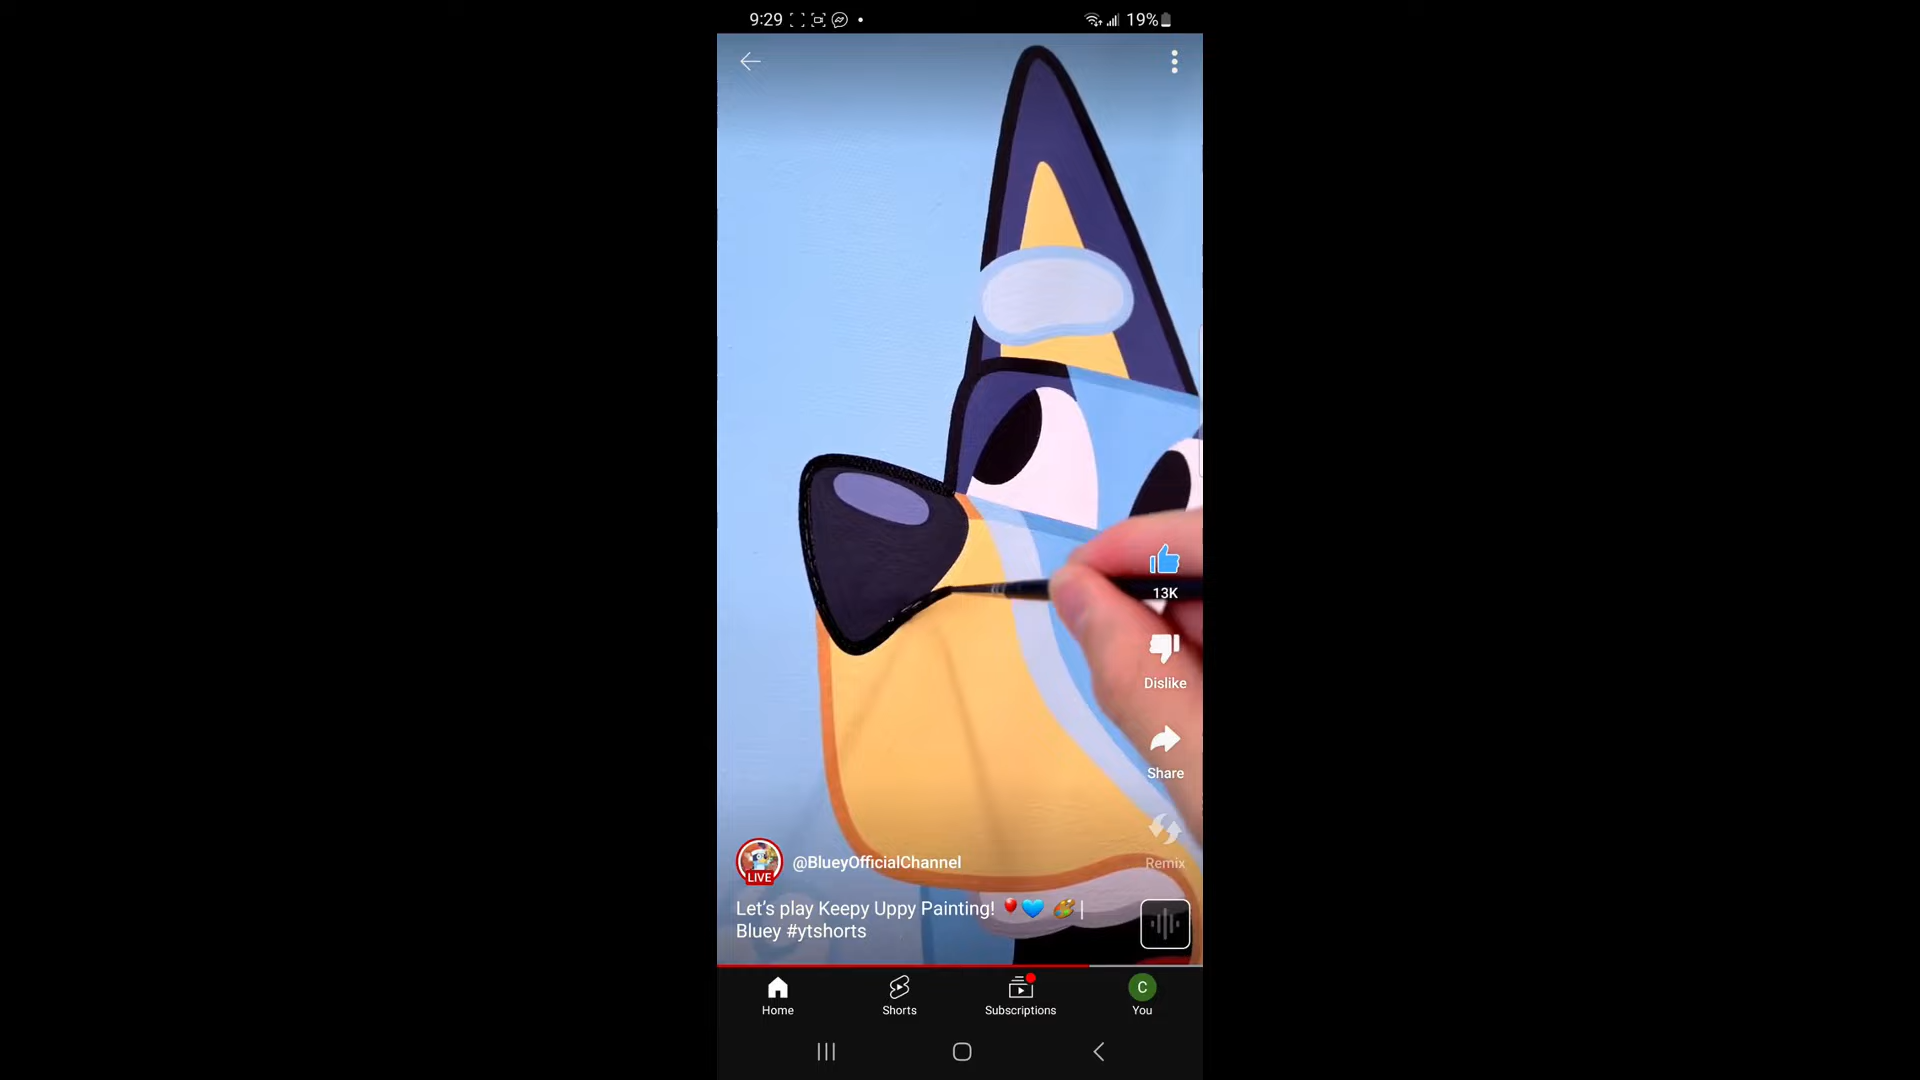 9:29
19%
13K
Dislike
Share
Remix
LIVE
@BlueyOfficialChannel
Let’s play Keepy Uppy Painting! 🎈💙 🎨 |
Bluey #ytshorts
C
Home
Shorts
Subscriptions
You